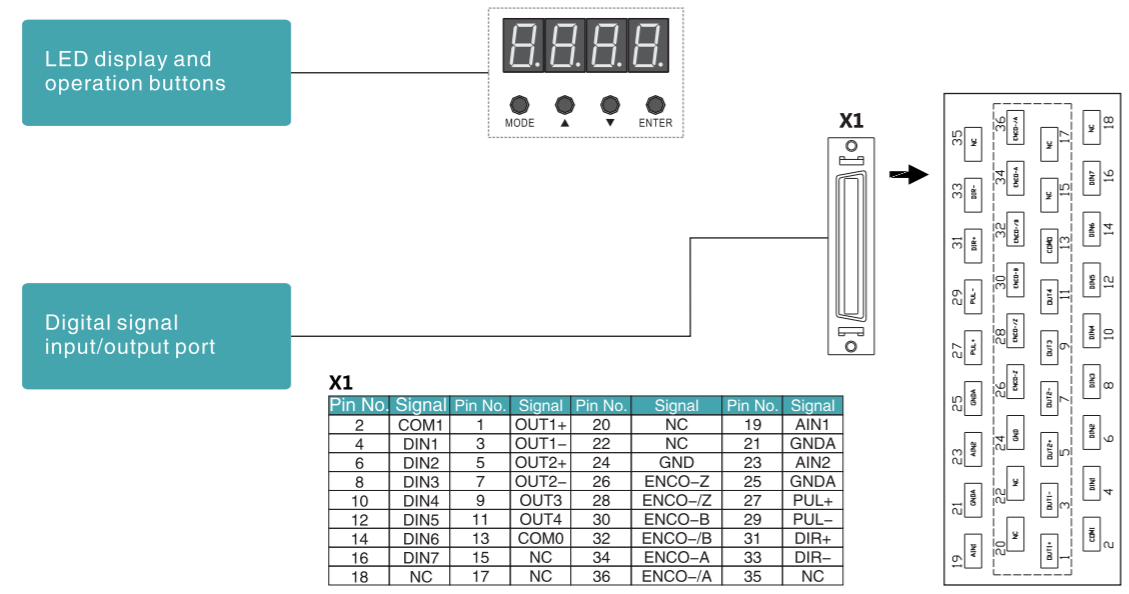 LED display and
operation buttons
8.8.8.8.
MODE ▲ ▼ ENTER
X1
Digital signal
input/output port
X1
Pin No. Signal Pin No. Signal Pin No. Signal Pin No. Signal
2 COM1 1 OUT1+ 20 NC 19 AIN1
4 DIN1 3 OUT1− 22 NC 21 GNDA
6 DIN2 5 OUT2+ 24 GND 23 AIN2
8 DIN3 7 OUT2− 26 ENCO−Z 25 GNDA
10 DIN4 9 OUT3 28 ENCO−/Z 27 PUL+
12 DIN5 11 OUT4 30 ENCO−B 29 PUL−
14 DIN6 13 COM0 32 ENCO−/B 31 DIR+
16 DIN7 15 NC 34 ENCO−A 33 DIR−
18 NC 17 NC 36 ENCO−/A 35 NC
35 NC 36 ENCO-/A NC 17 NC 18
33 DIR- 34 ENCO-A NC 15 DIN7 16
31 DIR+ 32 ENCO-/B COM0 13 DIN6 14
29 PUL- 30 ENCO-B OUT4 11 DIN5 12
27 PUL+ 28 ENCO-/Z OUT3 9 DIN4 10
25 GNDA 26 ENCO-Z OUT2- 7 DIN3 8
23 AIN2 24 GND OUT2+ 5 DIN2 6
21 GNDA 22 NC OUT1- 3 DIN1 4
19 AIN1 20 NC OUT1+ 1 COM1 2